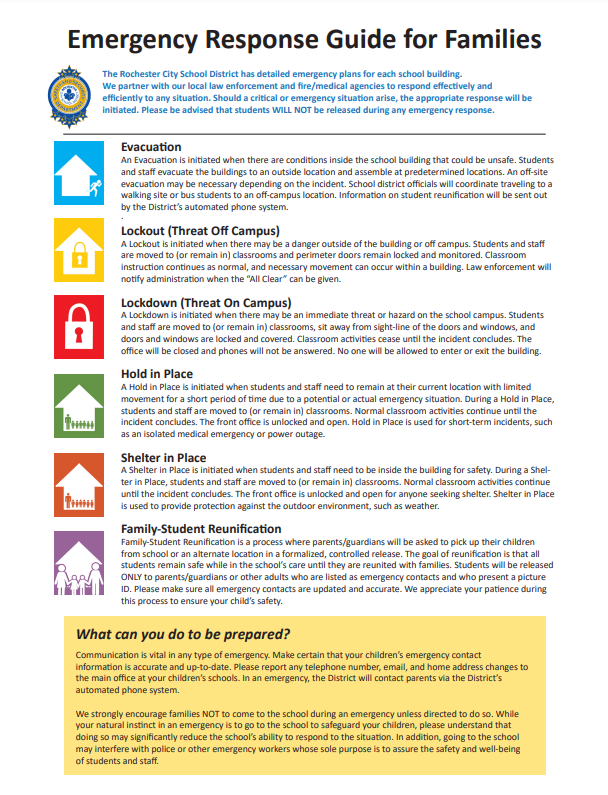 Emergency Response Guide for Families
The Rochester City School District has detailed emergency plans for each school building.
We partner with our local law enforcement and fire/medical agencies to respond effectively and
efficiently to any situation. Should a critical or emergency situation arise, the appropriate response will be
initiated. Please be advised that students WILL NOT be released during any emergency response.
Evacuation
An Evacuation is initiated when there are conditions inside the school building that could be unsafe. Students
and staff evacuate the buildings to an outside location and assemble at predetermined locations. An off-site
evacuation may be necessary depending on the incident. School district officials will coordinate traveling to a
walking site or bus students to an off-campus location. Information on student reunification will be sent out
by the District's automated phone system.
.
Lockout (Threat Off Campus)
A Lockout is initiated when there may be a danger outside of the building or off campus. Students and staff
are moved to (or remain in) classrooms and perimeter doors remain locked and monitored. Classroom
instruction continues as normal, and necessary movement can occur within a building. Law enforcement will
notify administration when the "All Clear" can be given.
Lockdown (Threat On Campus)
A Lockdown is initiated when there may be an immediate threat or hazard on the school campus. Students
and staff are moved to (or remain in) classrooms, sit away from sight-line of the doors and windows, and
doors and windows are locked and covered. Classroom activities cease until the incident concludes. The
office will be closed and phones will not be answered. No one will be allowed to enter or exit the building.
Hold in Place
A Hold in Place is initiated when students and staff need to remain at their current location with limited
movement for a short period of time due to a potential or actual emergency situation. During a Hold in Place,
students and staff are moved to (or remain in) classrooms. Normal classroom activities continue until the
incident concludes. The front office is unlocked and open. Hold in Place is used for short-term incidents, such
as an isolated medical emergency or power outage.
Shelter in Place
A Shelter in Place is initiated when students and staff need to be inside the building for safety. During a Shel-
ter in Place, students and staff are moved to (or remain in) classrooms. Normal classroom activities continue
until the incident concludes. The front office is unlocked and open for anyone seeking shelter. Shelter in Place
is used to provide protection against the outdoor environment, such as weather.
Family-Student Reunification
Family-Student Reunification is a process where parents/guardians will be asked to pick up their children
from school or an alternate location in a formalized, controlled release. The goal of reunification is that all
students remain safe while in the school's care until they are reunited with families. Students will be released
ONLY to parents/guardians or other adults who are listed as emergency contacts and who present a picture
ID. Please make sure all emergency contacts are updated and accurate. We appreciate your patience during
this process to ensure your child's safety.
What can you do to be prepared?
Communication is vital in any type of emergency. Make certain that your children's emergency contact
information is accurate and up-to-date. Please report any telephone number, email, and home address changes to
the main office at your children's schools. In an emergency, the District will contact parents via the District's
automated phone system.
We strongly encourage families NOT to come to the school during an emergency unless directed to do so. While
your natural instinct in an emergency is to go to the school to safeguard your children, please understand that
doing so may significantly reduce the school's ability to respond to the situation. In addition, going to the school
may interfere with police or other emergency workers whose sole purpose is to assure the safety and well-being
of students and staff.